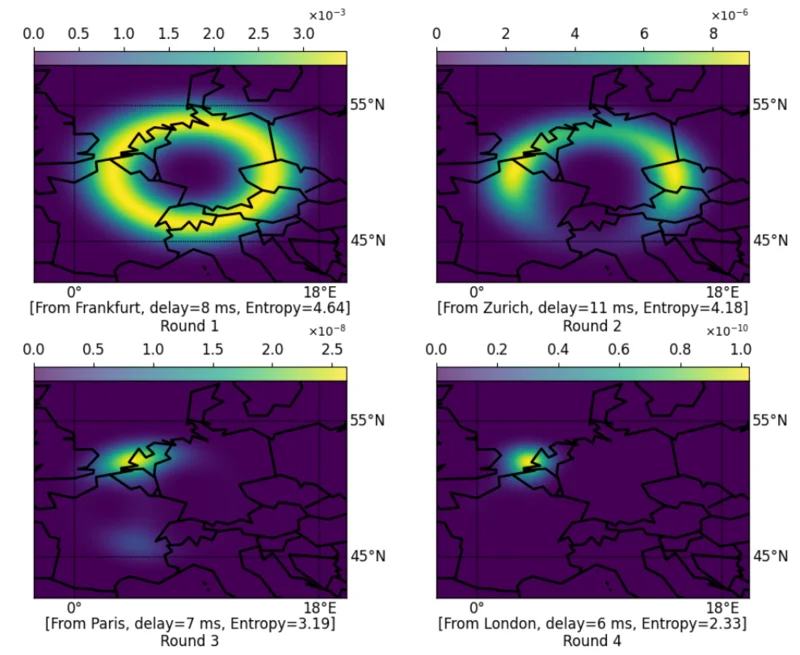 ×10⁻³
0.0 0.5 1.0 1.5 2.0 2.5 3.0
55°N
45°N
0° 18°E
[From Frankfurt, delay=8 ms, Entropy=4.64]
Round 1
×10⁻⁶
0 2 4 6 8
55°N
45°N
0° 18°E
[From Zurich, delay=11 ms, Entropy=4.18]
Round 2
×10⁻⁸
0.0 0.5 1.0 1.5 2.0 2.5
55°N
45°N
0° 18°E
[From Paris, delay=7 ms, Entropy=3.19]
Round 3
×10⁻¹⁰
0.0 0.2 0.4 0.6 0.8 1.0
55°N
45°N
0° 18°E
[From London, delay=6 ms, Entropy=2.33]
Round 4